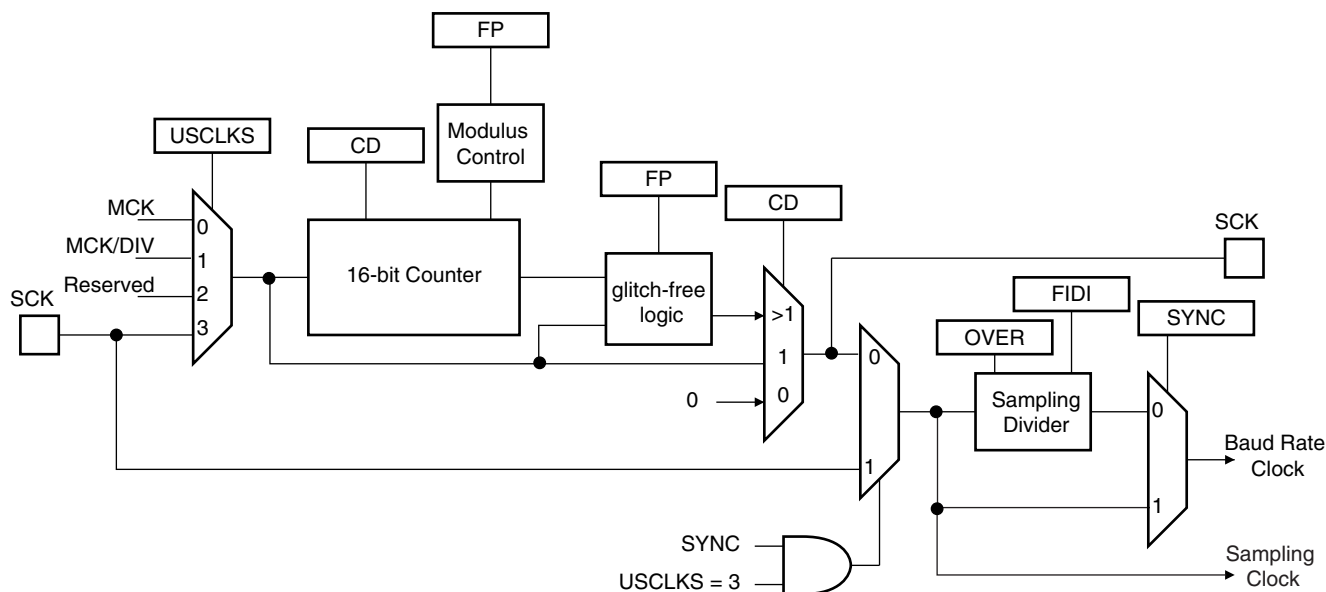 FP
USCLKS
CD
Modulus
Control
FP
CD
MCK
0
SCK
MCK/DIV
1
16-bit Counter
Reserved
2
glitch-free
logic
>1
FIDI
SCK
3
SYNC
OVER
1
0
0
0
Sampling
Divider
0
Baud Rate
Clock
1
1
SYNC
USCLKS = 3
Sampling
Clock